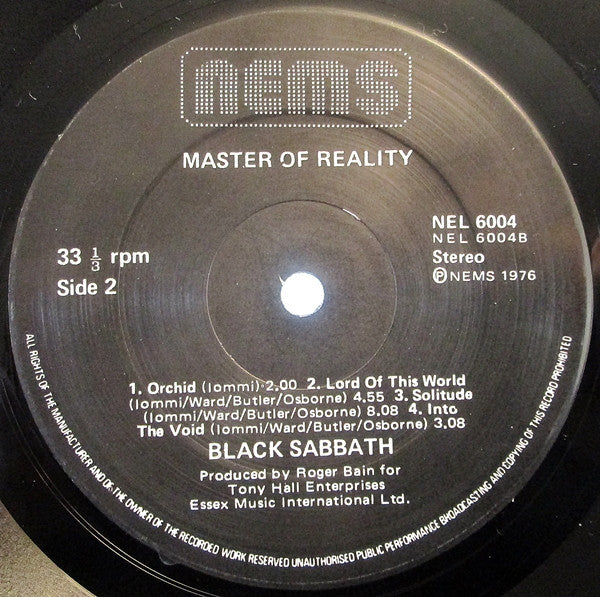 nems
MASTER OF REALITY
NEL 6004
NEL 6004B
33 1/3 rpm
Stereo
Side 2
Ⓟ NEMS 1976
1. Orchid (Iommi) 2.00 2. Lord Of This World
(Iommi/Ward/Butler/Osborne) 4.55 3. Solitude
(Iommi/Ward/Butler/Osborne) 8.08 4. Into
The Void (Iommi/Ward/Butler/Osborne) 3.08
BLACK SABBATH
Produced by Roger Bain for
Tony Hall Enterprises
Essex Music International Ltd.
ALL RIGHTS OF THE MANUFACTURER AND OF THE OWNER OF THE RECORDED WORK RESERVED UNAUTHORISED PUBLIC PERFORMANCE BROADCASTING AND COPYING OF THIS RECORD PROHIBITED